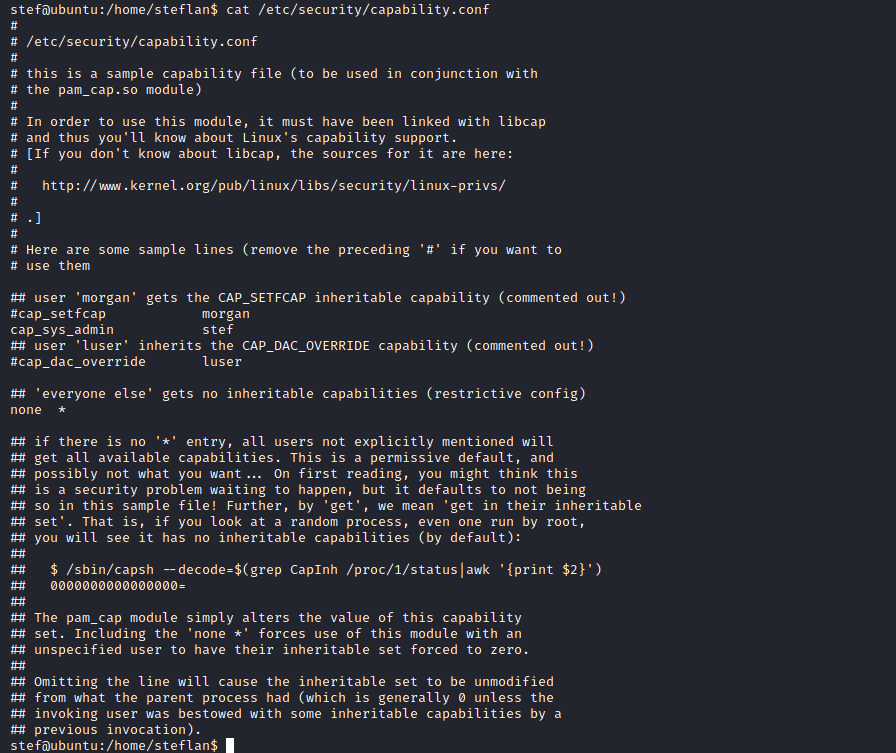 stef@ubuntu:/home/steflan$ cat /etc/security/capability.conf
#
# /etc/security/capability.conf
#
# this is a sample capability file (to be used in conjunction with
# the pam_cap.so module)
#
# In order to use this module, it must have been linked with libcap
# and thus you'll know about Linux's capability support.
# [If you don't know about libcap, the sources for it are here:
#
#   http://www.kernel.org/pub/linux/libs/security/linux-privs/
#
# .]
#
# Here are some sample lines (remove the preceding '#' if you want to
# use them

## user 'morgan' gets the CAP_SETFCAP inheritable capability (commented out!)
#cap_setfcap            morgan
cap_sys_admin           stef
## user 'luser' inherits the CAP_DAC_OVERRIDE capability (commented out!)
#cap_dac_override       luser

## 'everyone else' gets no inheritable capabilities (restrictive config)
none  *

## if there is no '*' entry, all users not explicitly mentioned will
## get all available capabilities. This is a permissive default, and
## possibly not what you want... On first reading, you might think this
## is a security problem waiting to happen, but it defaults to not being
## so in this sample file! Further, by 'get', we mean 'get in their inheritable
## set'. That is, if you look at a random process, even one run by root,
## you will see it has no inheritable capabilities (by default):
##
##   $ /sbin/capsh --decode=$(grep CapInh /proc/1/status|awk '{print $2}')
##   0000000000000000=
##
## The pam_cap module simply alters the value of this capability
## set. Including the 'none *' forces use of this module with an
## unspecified user to have their inheritable set forced to zero.
##
## Omitting the line will cause the inheritable set to be unmodified
## from what the parent process had (which is generally 0 unless the
## invoking user was bestowed with some inheritable capabilities by a
## previous invocation).
stef@ubuntu:/home/steflan$